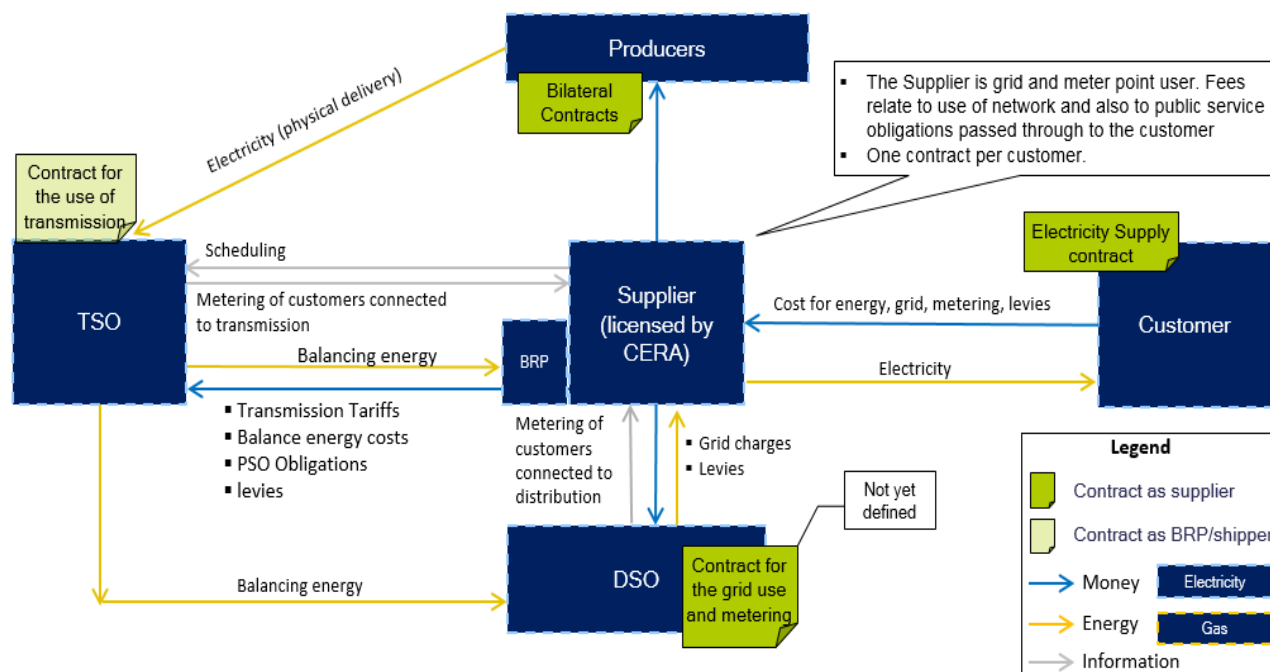 Producers
Bilateral
Contracts
▪ The Supplier is grid and meter point user. Fees
relate to use of network and also to public service
obligations passed through to the customer
▪ One contract per customer.
Electricity (physical delivery)
Contract for
the use of
transmission
TSO
Scheduling
Metering of customers connected
to transmission
Supplier
(licensed by
CERA)
BRP
Electricity Supply
contract
Customer
Cost for energy, grid, metering, levies
Electricity
Balancing energy
▪ Transmission Tariffs
▪ Balance energy costs
▪ PSO Obligations
▪ levies
Metering of
customers
connected to
distribution
▪ Grid charges
▪ Levies
Not yet
defined
DSO
Contract for
the grid use
and metering
Balancing energy
Legend
Contract as supplier
Contract as BRP/shipper
Money
Electricity
Energy
Gas
Information